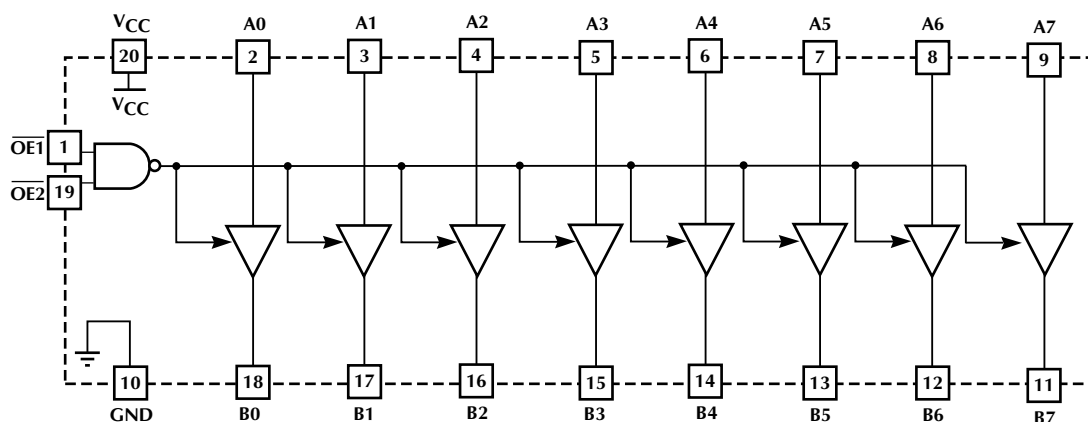 VCC A0 A1 A2 A3 A4 A5 A6 A7
20 2 3 4 5 6 7 8 9
VCC
OE1 1
OE2 19
10 18 17 16 15 14 13 12 11
GND B0 B1 B2 B3 B4 B5 B6 B7